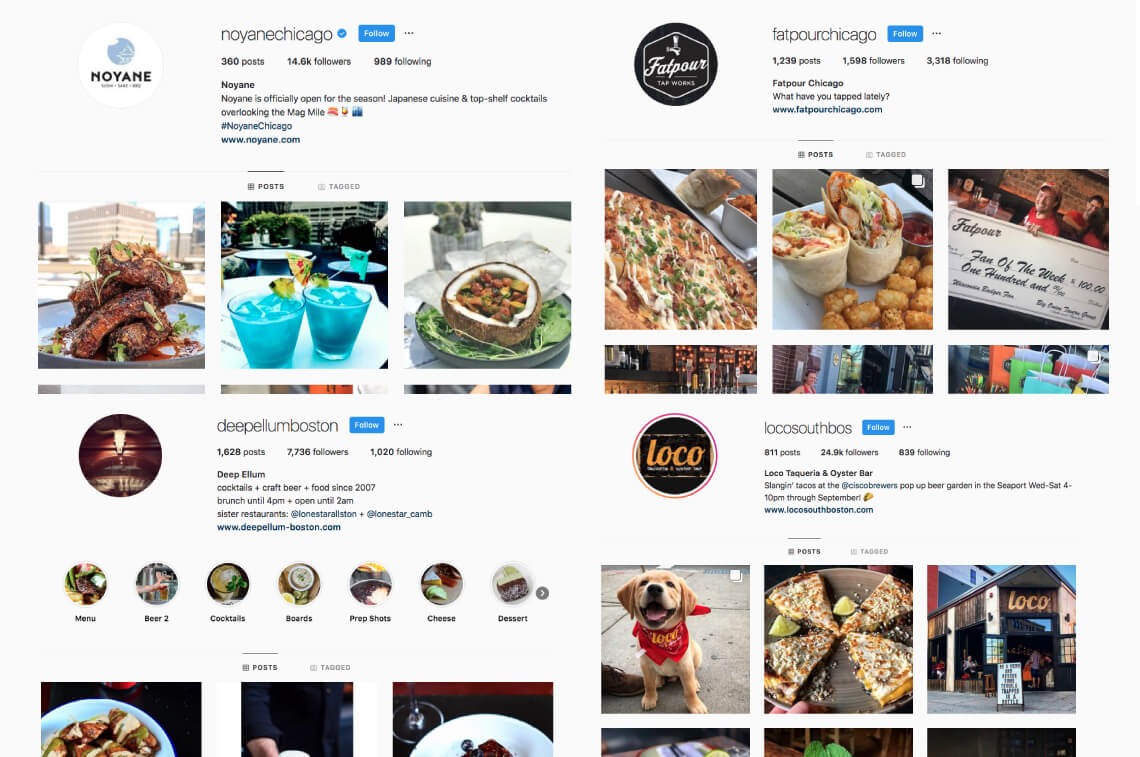 NOYANE
SUSHI • SAKE • BBQ
noyanechicago Follow ...
360 posts 14.6k followers 989 following
Noyane
Noyane is officially open for the season! Japanese cuisine & top-shelf cocktails
overlooking the Mag Mile 🍣🍹🏙️
#NoyaneChicago
www.noyane.com
POSTS TAGGED
Fatpour
TAP WORKS
fatpourchicago Follow ...
1,239 posts 1,598 followers 3,318 following
Fatpour Chicago
What have you tapped lately?
www.fatpourchicago.com
POSTS TAGGED
Fatpour
Fan Of The Week $ 100.00
One Hundred and
Wisconsin Badger Fan
Big Onion Tavern Group
deepellumboston Follow ...
1,628 posts 7,736 followers 1,020 following
Deep Ellum
cocktails + craft beer + food since 2007
brunch until 4pm + open until 2am
sister restaurants: @lonestarallston + @lonestar_camb
www.deepellum-boston.com
Menu Beer 2 Cocktails Boards Prep Shots Cheese Dessert
POSTS TAGGED
loco
taqueria & oyster bar
locosouthbos Follow ...
811 posts 24.9k followers 839 following
Loco Taqueria & Oyster Bar
Slangin' tacos at the @ciscobrewers pop up beer garden in the Seaport Wed-Sat 4-
10pm through September! 🌮
www.locosouthboston.com
POSTS TAGGED
loco
loco
BE A WORM
AND
TEQUILA
TRAPPED
IS A
BOTTLE